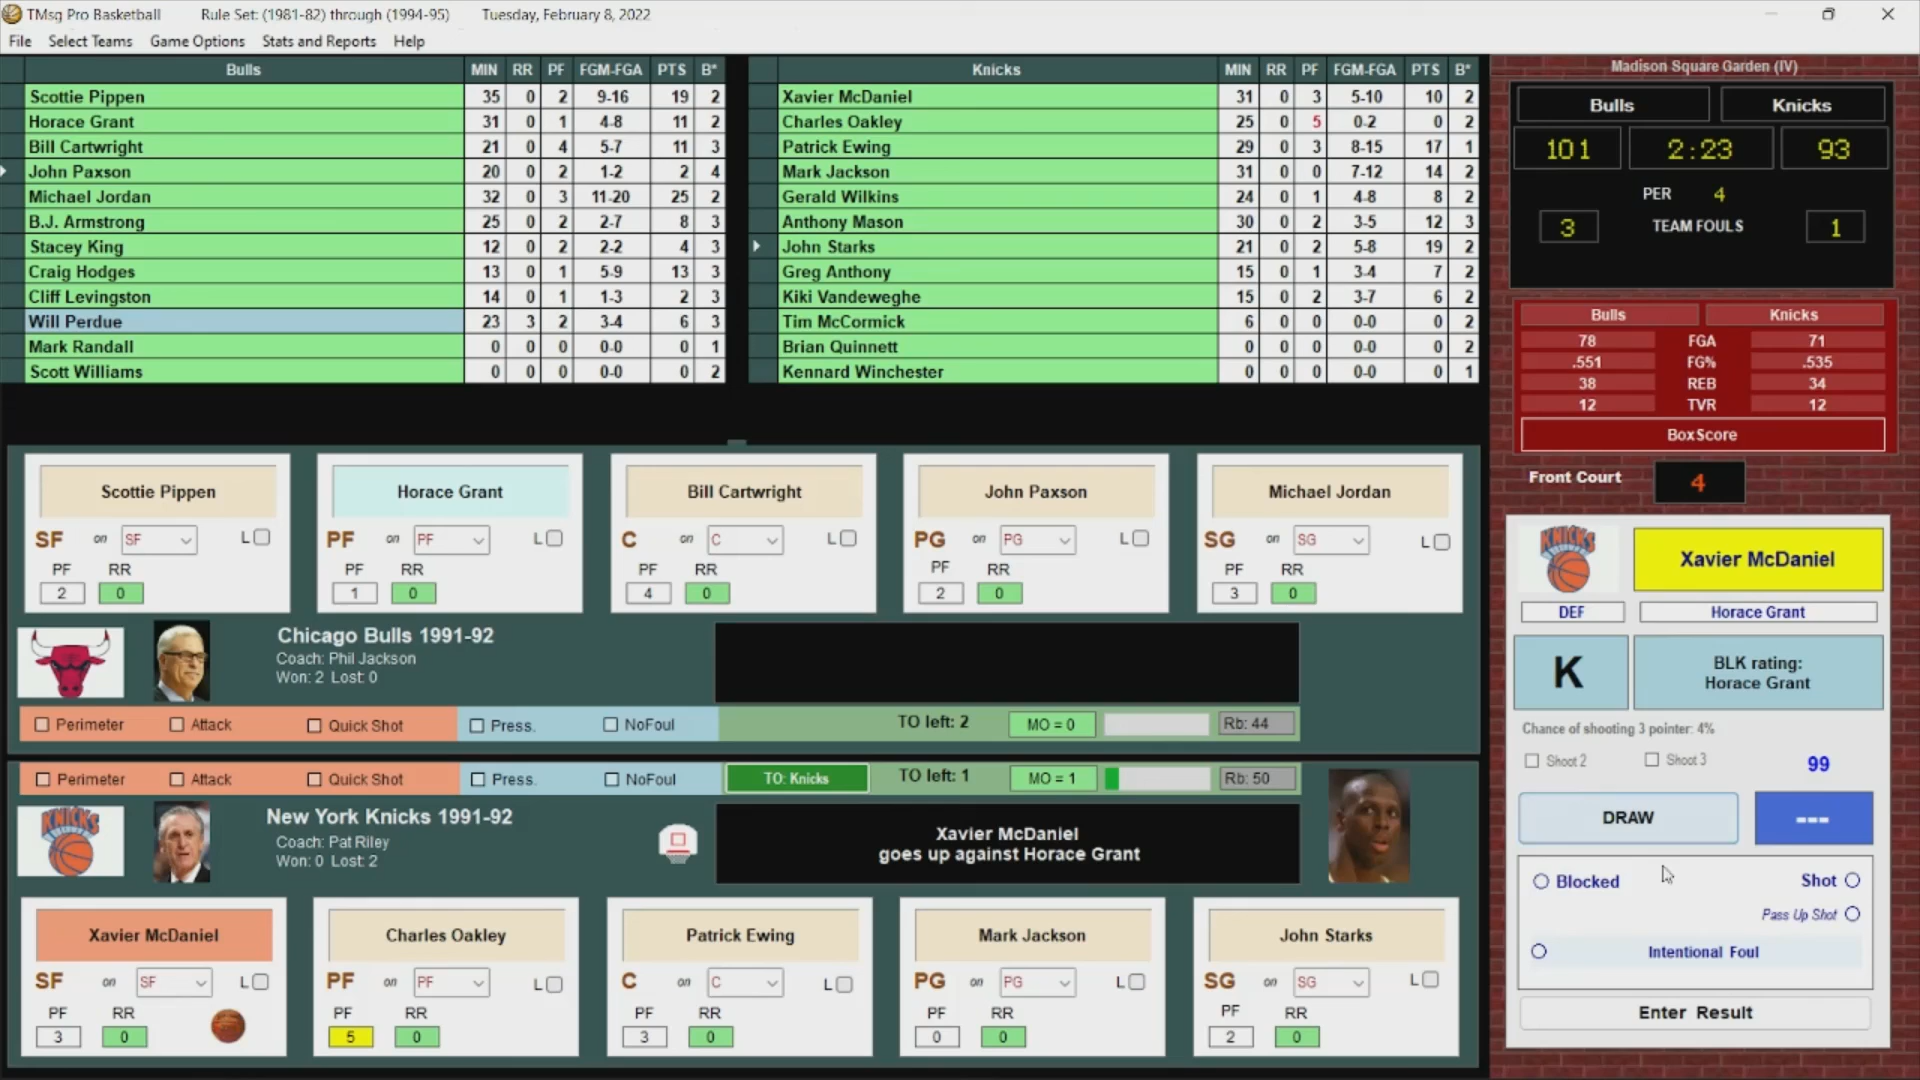 TMsg Pro Basketball Rule Set: (1981-82) through (1994-95) Tuesday, February 8, 2022
File Select Teams Game Options Stats and Reports Help
Bulls MIN RR PF FGM-FGA PTS B*
Scottie Pippen 35 0 2 9-16 19 2
Horace Grant 31 0 1 4-8 11 2
Bill Cartwright 21 0 4 5-7 11 3
John Paxson 20 0 2 1-2 2 4
Michael Jordan 32 0 3 11-20 25 2
B.J. Armstrong 25 0 2 2-7 8 3
Stacey King 12 0 2 2-2 4 3
Craig Hodges 13 0 1 5-9 13 3
Cliff Levingston 14 0 1 1-3 2 3
Will Perdue 23 3 2 3-4 6 3
Mark Randall 0 0 0 0-0 0 1
Scott Williams 0 0 0 0-0 0 2
Knicks MIN RR PF FGM-FGA PTS B*
Xavier McDaniel 31 0 3 5-10 10 2
Charles Oakley 25 0 5 0-2 0 2
Patrick Ewing 29 0 3 8-15 17 1
Mark Jackson 31 0 0 7-12 14 2
Gerald Wilkins 24 0 1 4-8 8 2
Anthony Mason 30 0 2 3-5 12 3
John Starks 21 0 2 5-8 19 2
Greg Anthony 15 0 1 3-4 7 2
Kiki Vandeweghe 15 0 2 3-7 6 2
Tim McCormick 6 0 0 0-0 0 2
Brian Quinnett 0 0 0 0-0 0 2
Kennard Winchester 0 0 0 0-0 0 1
Madison Square Garden (IV)
Bulls Knicks
101 2:23 93
PER 4
3 TEAM FOULS 1
Bulls Knicks
78 FGA 71
.551 FG% .535
38 REB 34
12 TVR 12
BoxScore
Front Court 4
Scottie Pippen Horace Grant Bill Cartwright John Paxson Michael Jordan
SF on SF L PF on PF L C on C L PG on PG L SG on SG L
PF RR PF RR PF RR PF RR PF RR
2 0 1 0 4 0 2 0 3 0
Chicago Bulls 1991-92
Coach: Phil Jackson
Won: 2 Lost: 0
Perimeter Attack Quick Shot Press. NoFoul TO left: 2 MO = 0 Rb: 44
Perimeter Attack Quick Shot Press. NoFoul TO: Knicks TO left: 1 MO = 1 Rb: 50
KNICKS
New York Knicks 1991-92
Coach: Pat Riley
Won: 0 Lost: 2
Xavier McDaniel
goes up against Horace Grant
Xavier McDaniel Charles Oakley Patrick Ewing Mark Jackson John Starks
SF on SF L PF on PF L C on C L PG on PG L SG on SG L
PF RR PF RR PF RR PF RR PF RR
3 0 5 0 3 0 0 0 2 0
KNICKS
Xavier McDaniel
DEF Horace Grant
K BLK rating:
Horace Grant
Chance of shooting 3 pointer: 4%
Shoot 2 Shoot 3 99
DRAW ---
Blocked Shot
Pass Up Shot
Intentional Foul
Enter Result